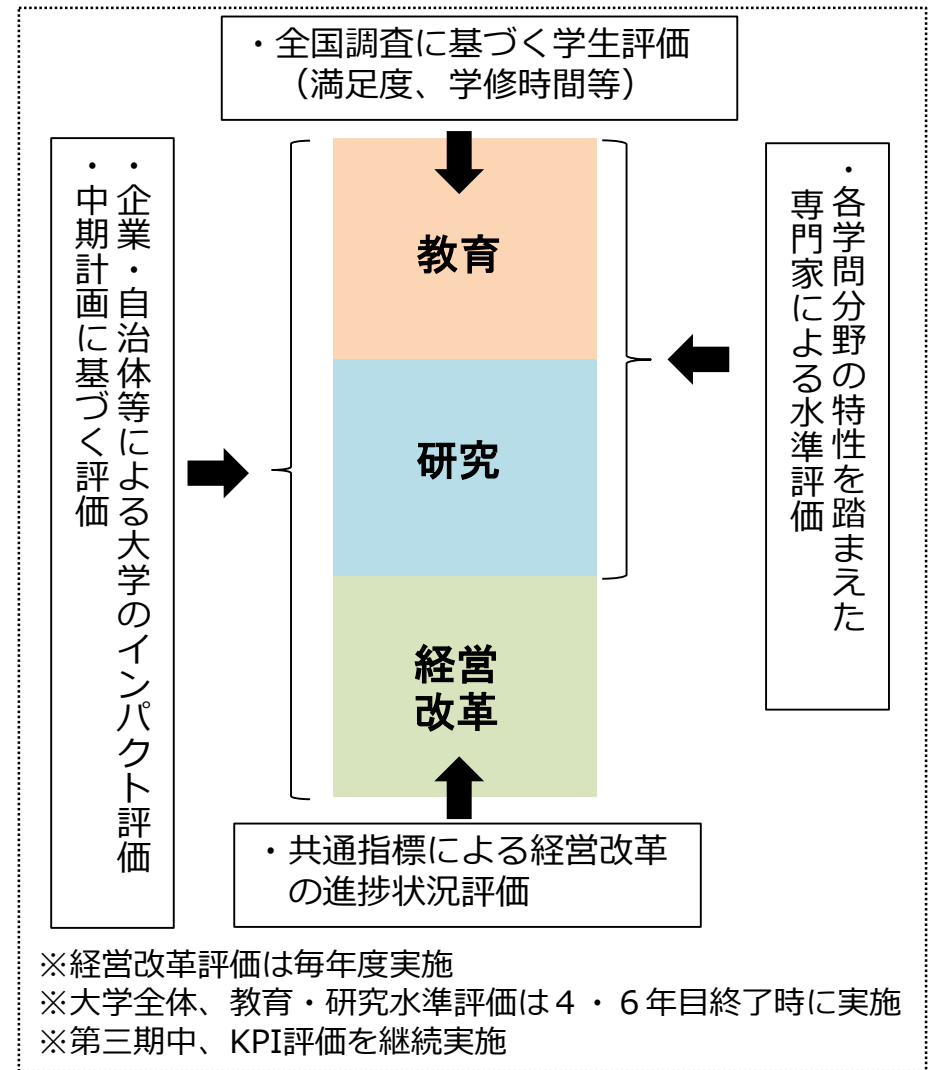 ・全国調査に基づく学生評価
（満足度、学修時間等）
・企業・自治体等による大学のインパクト評価
・中期計画に基づく評価
教育
研究
経営
改革
・各学問分野の特性を踏まえた
専門家による水準評価
・共通指標による経営改革
の進捗状況評価
※経営改革評価は毎年度実施
※大学全体、教育・研究水準評価は４・６年目終了時に実施
※第三期中、KPI評価を継続実施